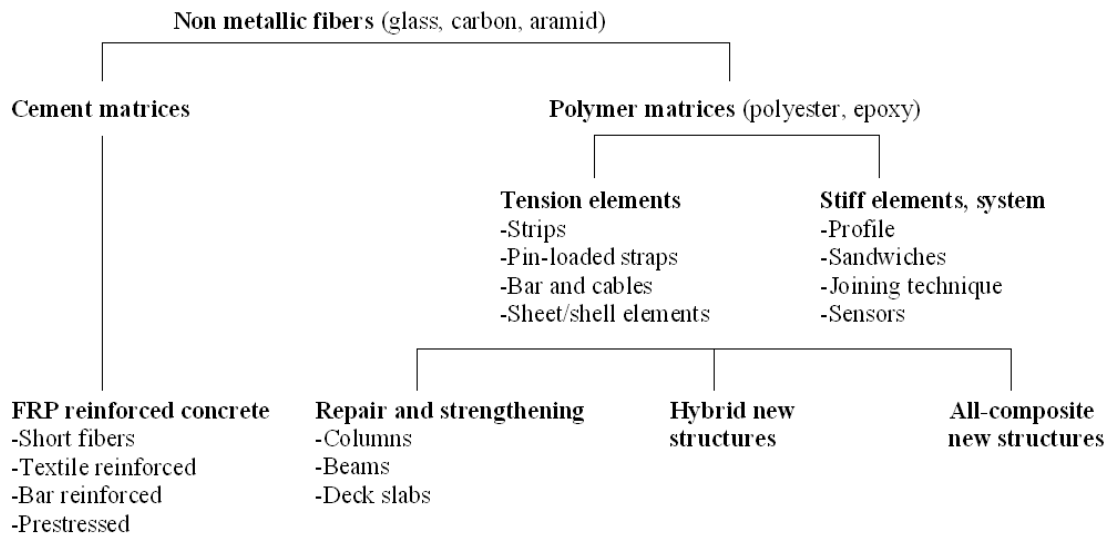 Non metallic fibers (glass, carbon, aramid)
Cement matrices
Polymer matrices (polyester, epoxy)
Tension elements
-Strips
-Pin-loaded straps
-Bar and cables
-Sheet/shell elements
Stiff elements, system
-Profile
-Sandwiches
-Joining technique
-Sensors
FRP reinforced concrete
-Short fibers
-Textile reinforced
-Bar reinforced
-Prestressed
Repair and strengthening
-Columns
-Beams
-Deck slabs
Hybrid new
structures
All-composite
new structures